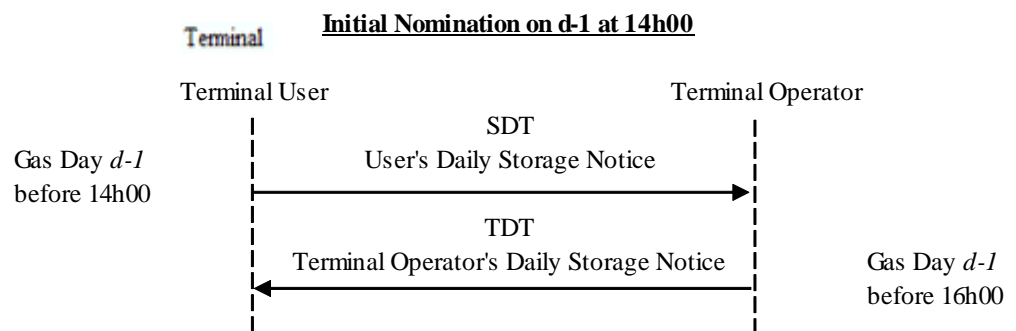 Initial Nomination on d-1 at 14h00
Terminal
Terminal User
Terminal Operator
SDT
Gas Day d-1
User's Daily Storage Notice
before 14h00
TDT
Terminal Operator's Daily Storage Notice
Gas Day d-1
before 16h00